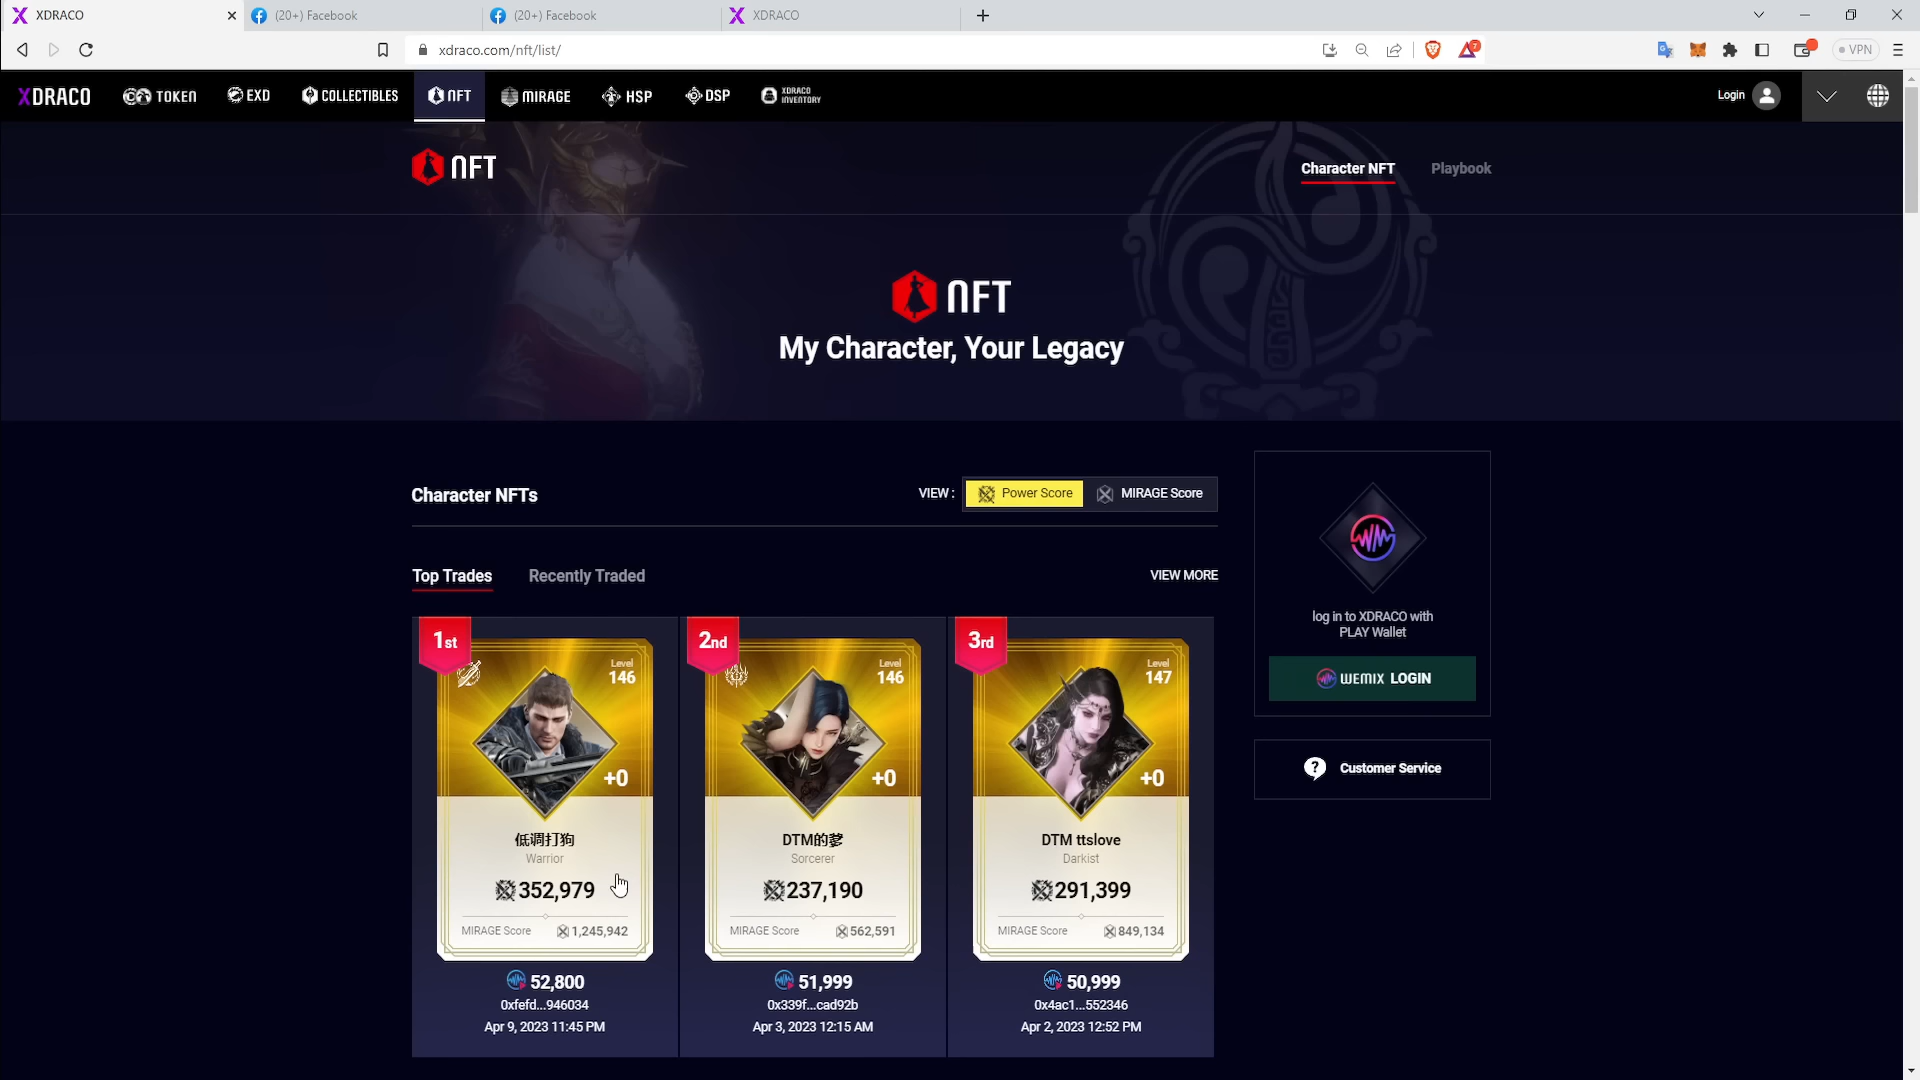 XDRACO
(20+) Facebook
(20+) Facebook
XDRACO
xdraco.com/nft/list/
7
VPN
XDRACO
TOKEN
EXD
COLLECTIBLES
NFT
MIRAGE
HSP
DSP
XDRACO
INVENTORY
Login
NFT
Character NFT
Playbook
NFT
My Character, Your Legacy
Character NFTs
VIEW :
Power Score
MIRAGE Score
Top Trades
Recently Traded
VIEW MORE
1st
Level
146
+0
低调打狗
Warrior
352,979
MIRAGE Score
1,245,942
52,800
0xfefd...946034
Apr 9, 2023 11:45 PM
2nd
Level
146
+0
DTM的爹
Sorcerer
237,190
MIRAGE Score
562,591
51,999
0x339f...cad92b
Apr 3, 2023 12:15 AM
3rd
Level
147
+0
DTM ttslove
Darkist
291,399
MIRAGE Score
849,134
50,999
0x4ac1...552346
Apr 2, 2023 12:52 PM
log in to XDRACO with
PLAY Wallet
WEMIX LOGIN
Customer Service